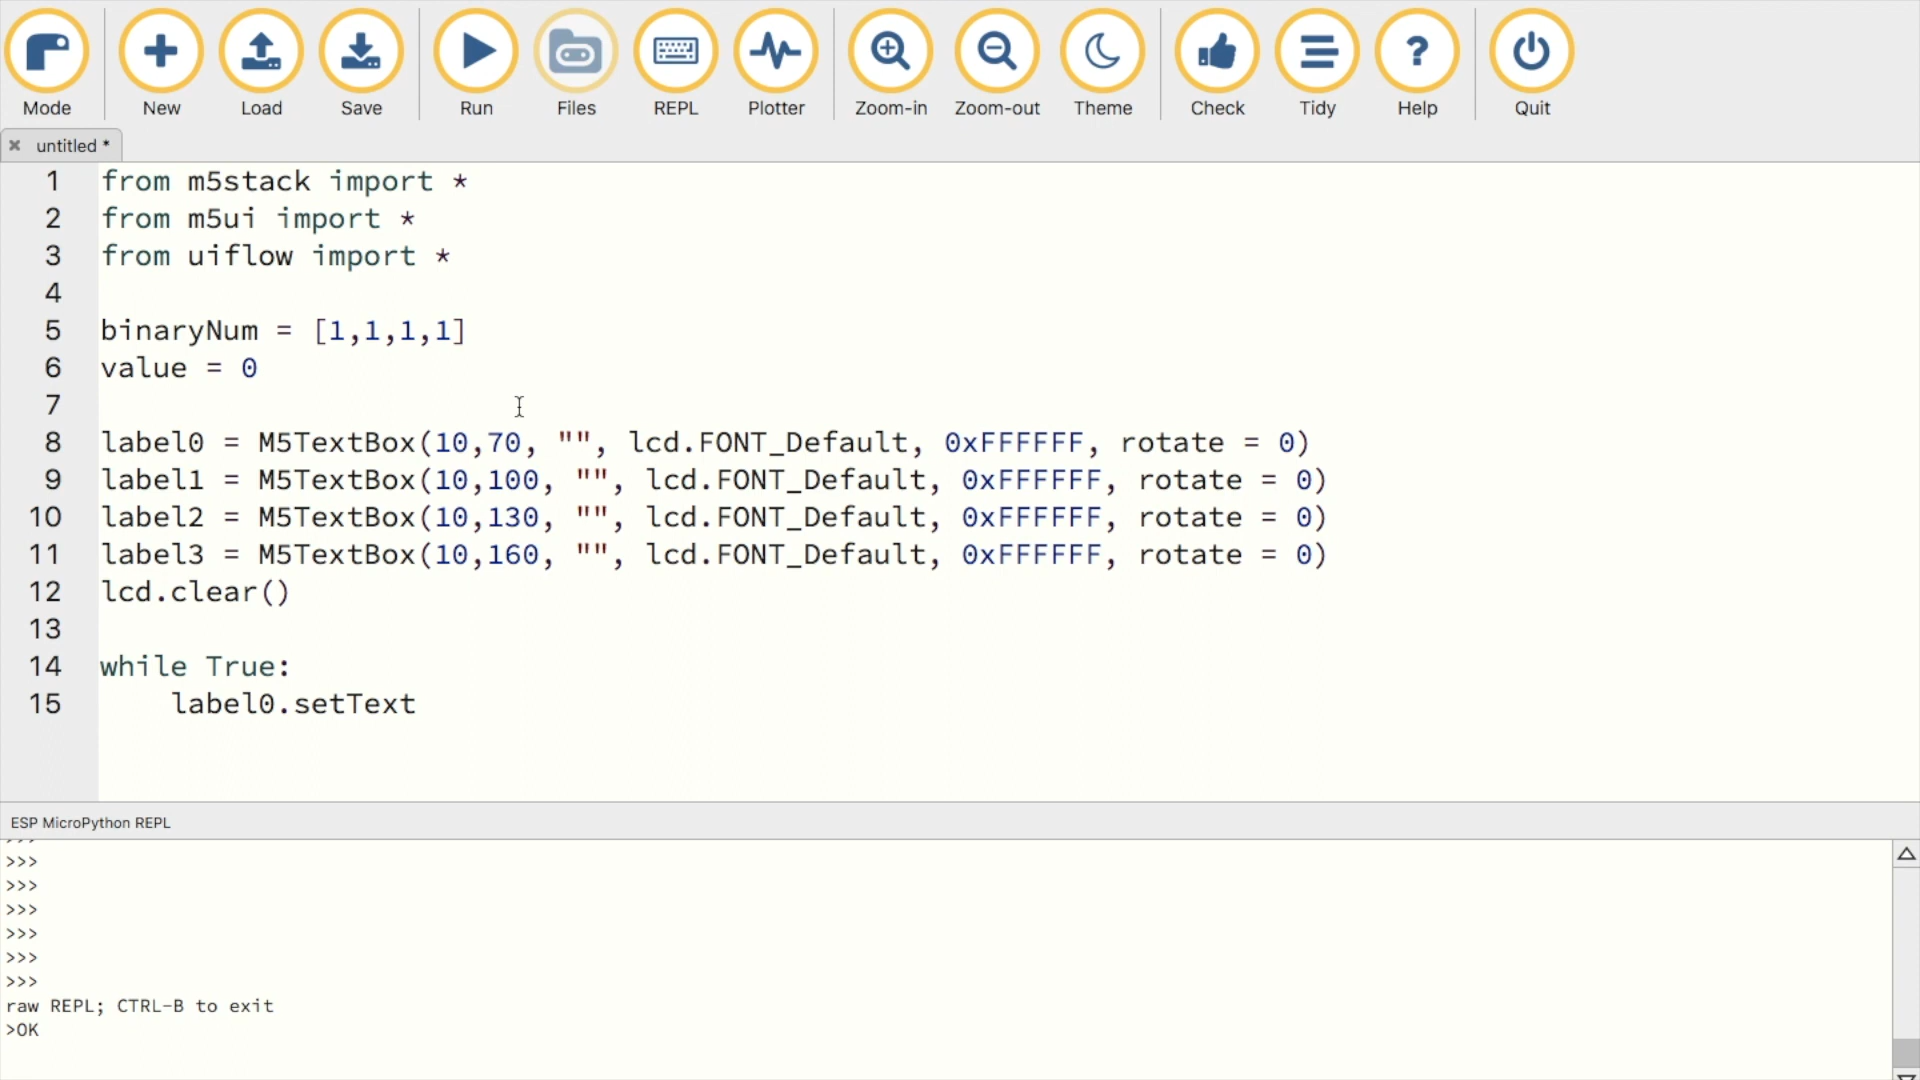 Mode New Load Save Run Files REPL Plotter Zoom-in Zoom-out Theme Check Tidy Help Quit
untitled *
1 from m5stack import *
2 from m5ui import *
3 from uiflow import *
4
5 binaryNum = [1,1,1,1]
6 value = 0
7
8 label0 = M5TextBox(10,70, "", lcd.FONT_Default, 0xFFFFFF, rotate = 0)
9 label1 = M5TextBox(10,100, "", lcd.FONT_Default, 0xFFFFFF, rotate = 0)
10 label2 = M5TextBox(10,130, "", lcd.FONT_Default, 0xFFFFFF, rotate = 0)
11 label3 = M5TextBox(10,160, "", lcd.FONT_Default, 0xFFFFFF, rotate = 0)
12 lcd.clear()
13
14 while True:
15     label0.setText
ESP MicroPython REPL
>>>
>>>
>>>
>>>
>>>
>>>
raw REPL; CTRL-B to exit
>OK